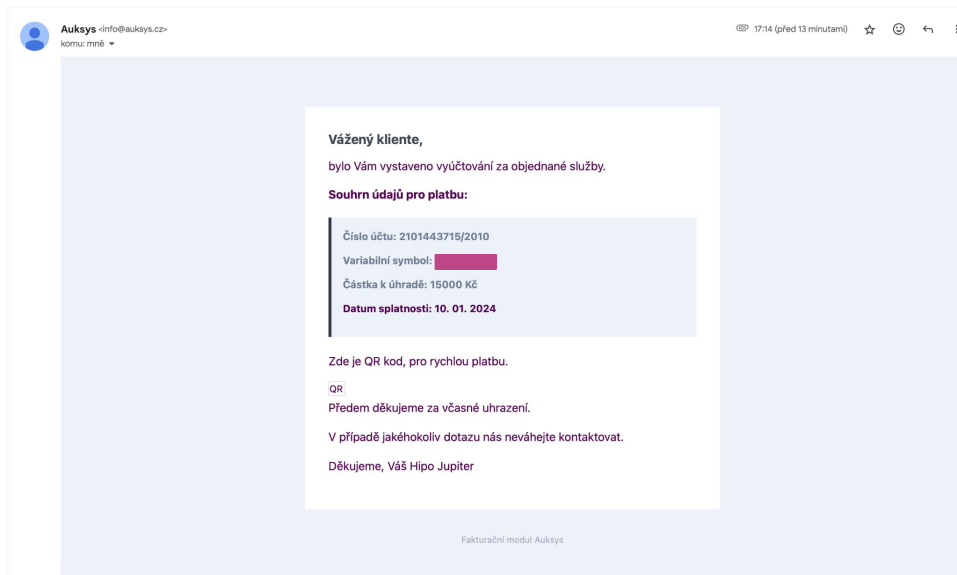 Auksys <info@auksys.cz>
17:14 (před 13 minutami)
komu: mně
Vážený kliente,
bylo Vám vystaveno vyúčtování za objednané služby.
Souhrn údajů pro platbu:
Číslo účtu: 2101443715/2010
Variabilní symbol:
Částka k úhradě: 15000 Kč
Datum splatnosti: 10. 01. 2024
Zde je QR kod, pro rychlou platbu.
QR
Předem děkujeme za včasné uhrazení.
V případě jakéhokoliv dotazu nás neváhejte kontaktovat.
Děkujeme, Váš Hipo Jupiter
Fakturační modul Auksys